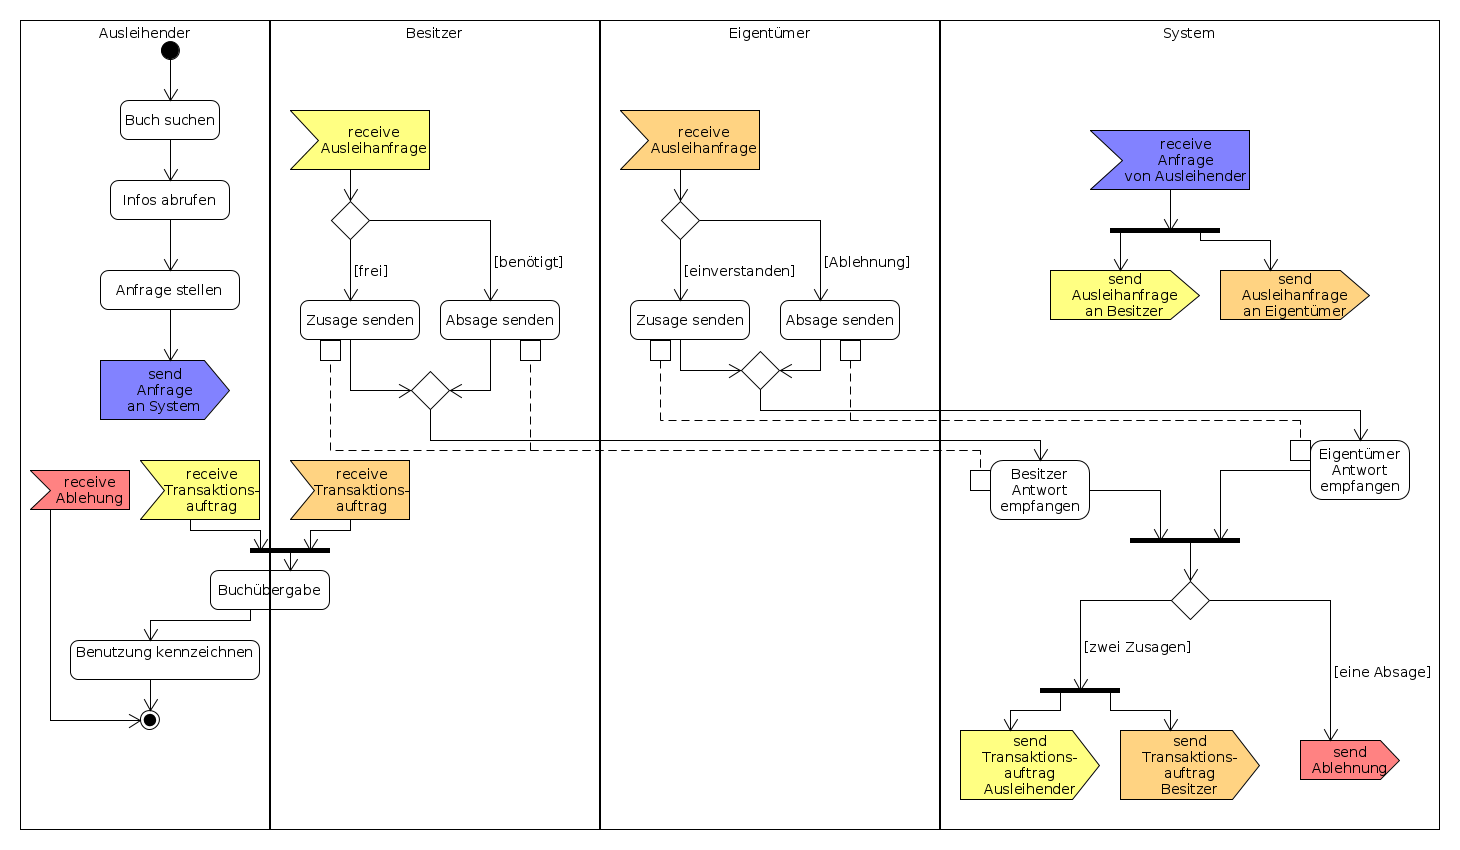 Ausleihender
Besitzer
Eigentümer
System
Buch suchen
Infos abrufen
Anfrage stellen
send
Anfrage
an System
receive
Ablehung
receive
Transaktions-
auftrag
receive
Transaktions-
auftrag
Buchübergabe
Benutzung kennzeichnen
receive
Ausleihanfrage
[frei]
[benötigt]
Zusage senden
Absage senden
receive
Ausleihanfrage
[einverstanden]
[Ablehnung]
Zusage senden
Absage senden
receive
Anfrage
von Ausleihender
send
Ausleihanfrage
an Besitzer
send
Ausleihanfrage
an Eigentümer
Besitzer
Antwort
empfangen
Eigentümer
Antwort
empfangen
[zwei Zusagen]
[eine Absage]
send
Transaktions-
auftrag
Ausleihender
send
Transaktions-
auftrag
Besitzer
send
Ablehnung